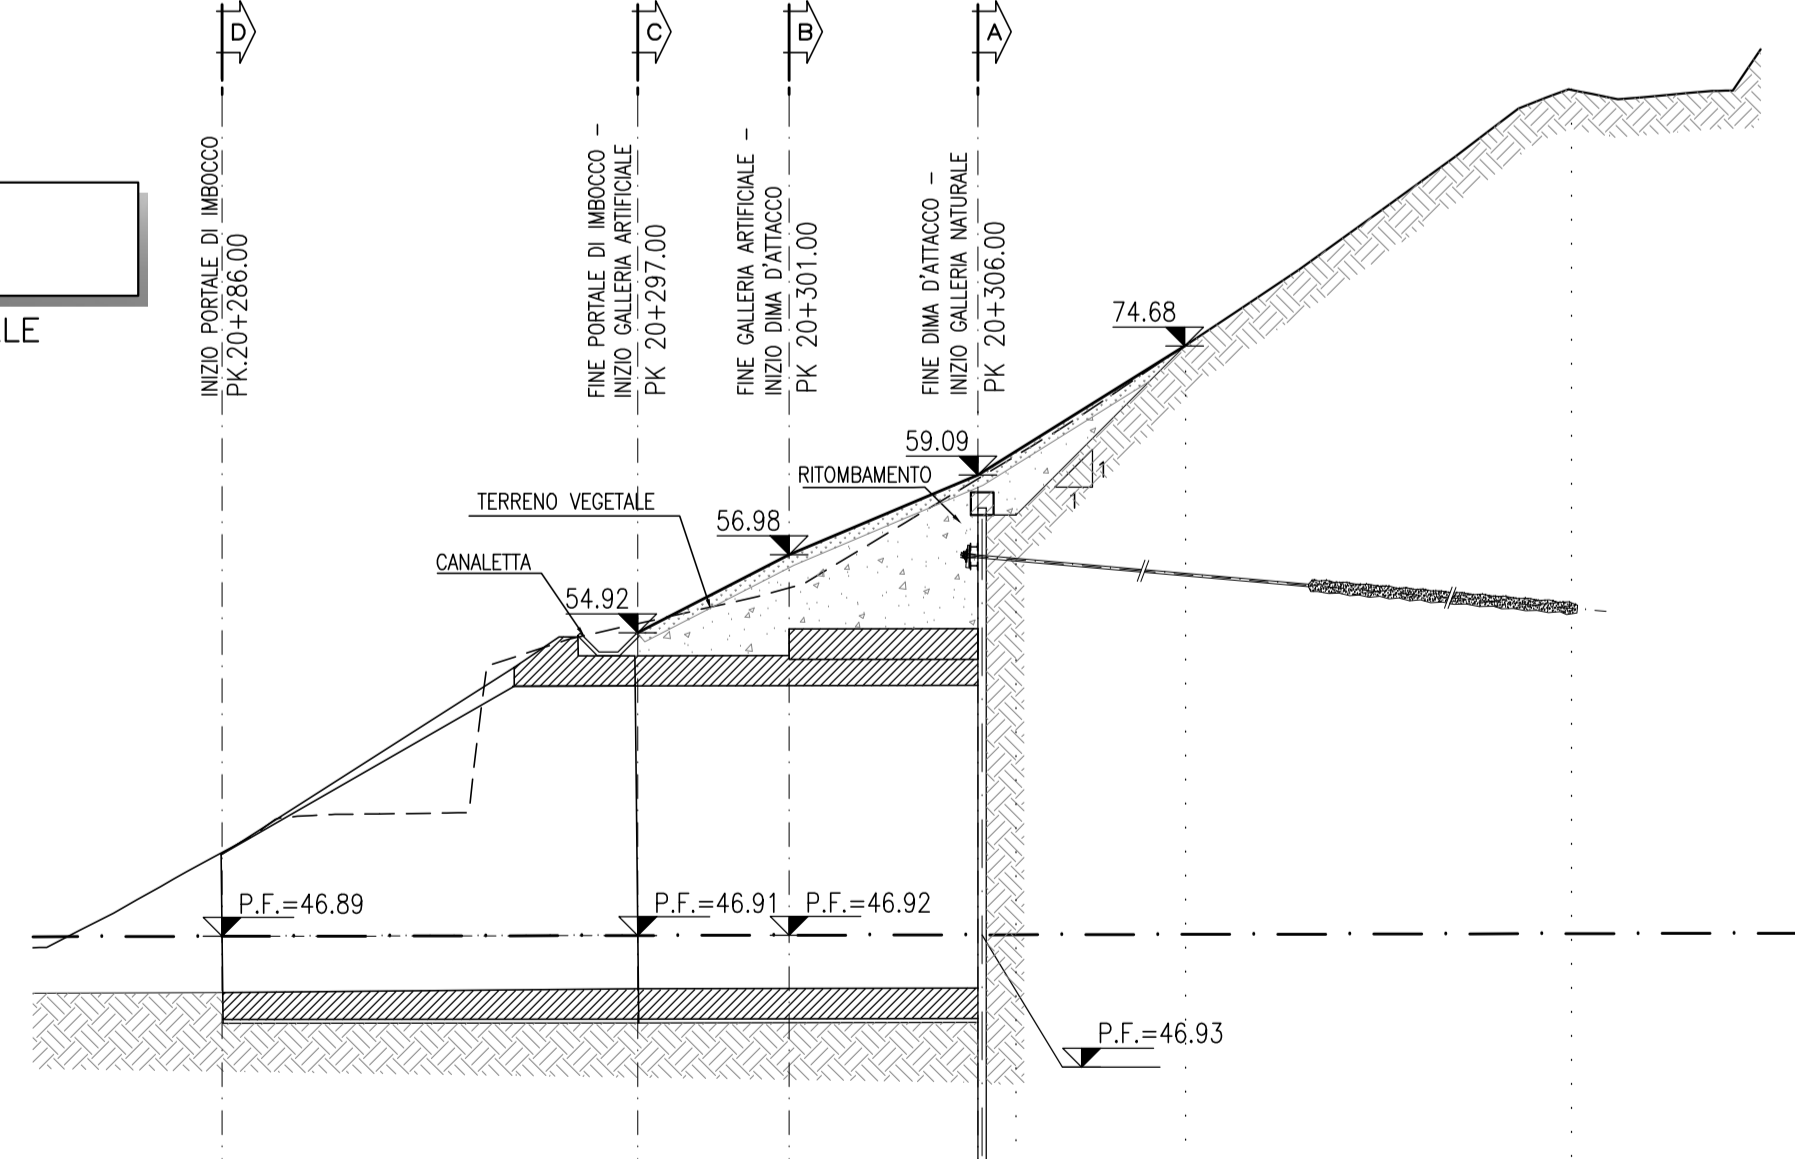 D
C
B
A
INIZIO PORTALE DI IMBOCCO
PK.20+286.00
FINE PORTALE DI IMBOCCO –
INIZIO GALLERIA ARTIFICIALE
PK 20+297.00
FINE GALLERIA ARTIFICIALE –
INIZIO DIMA D'ATTACCO
PK 20+301.00
FINE DIMA D'ATTACCO –
INIZIO GALLERIA NATURALE
PK 20+306.00
LE
74.68
59.09
RITOMBAMENTO
1
1
TERRENO VEGETALE
56.98
CANALETTA
54.92
P.F.=46.89
P.F.=46.91
P.F.=46.92
P.F.=46.93